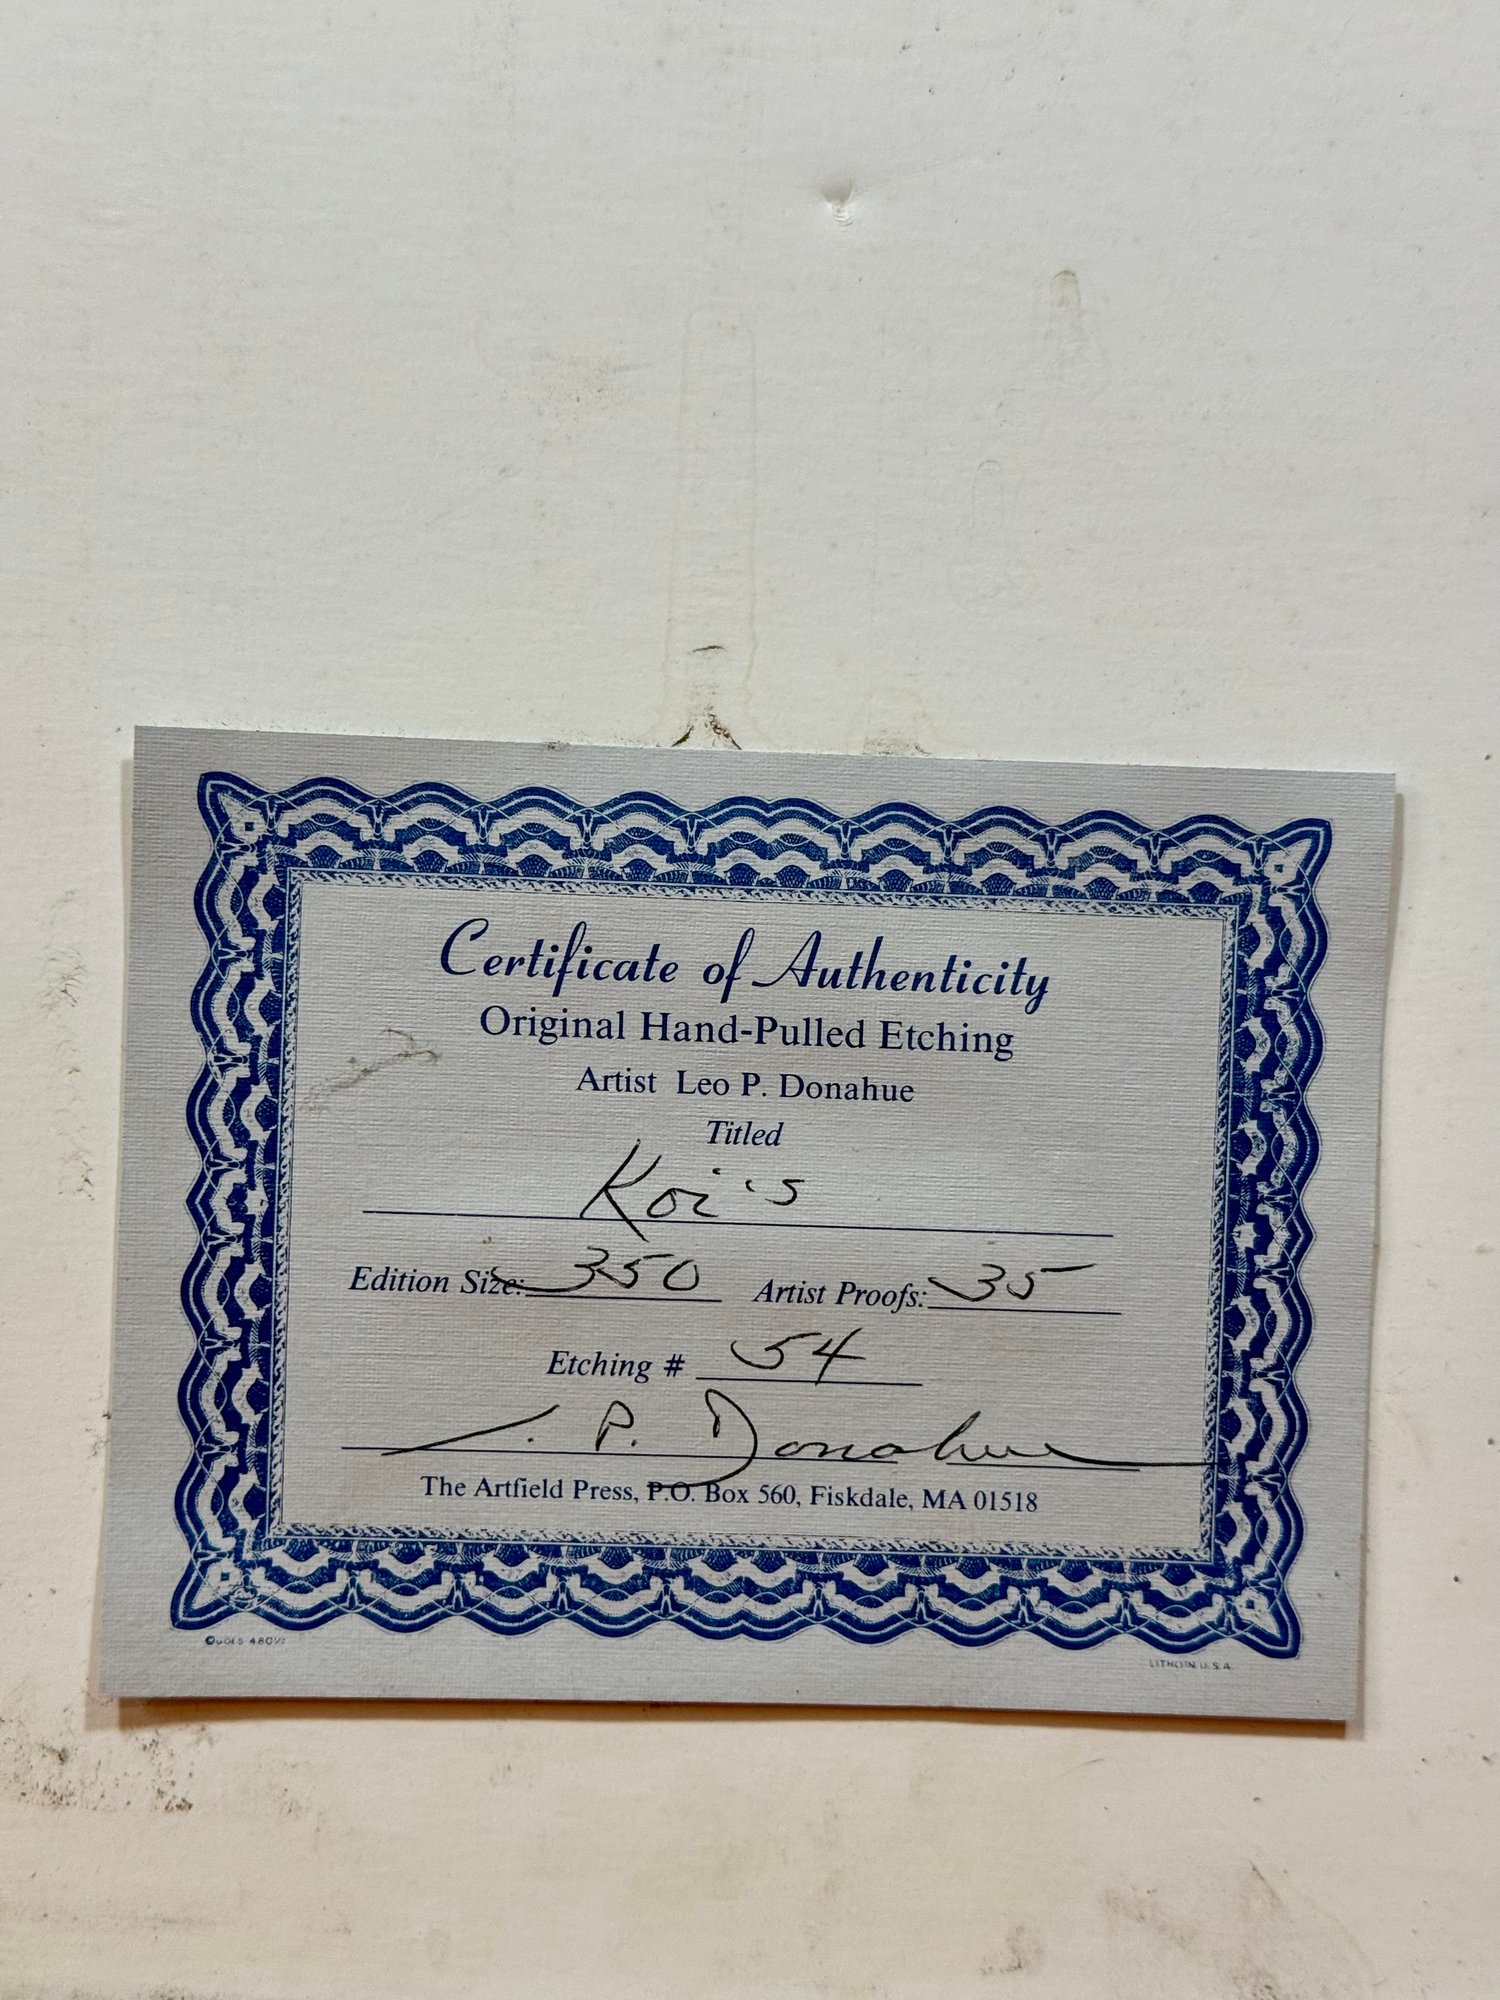 Certificate of Authenticity
Original Hand-Pulled Etching
Artist Leo P. Donahue
Titled
Koi's
Edition Size: 350 Artist Proofs: 35
Etching # 54
L. P. Donahue
The Artfield Press, P.O. Box 560, Fiskdale, MA 01518
LITHO IN U.S.A.